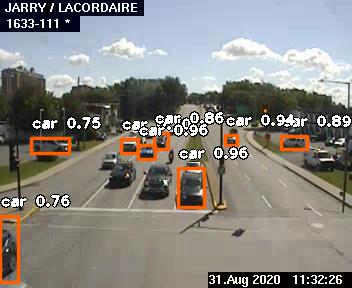 JARRY / LACORDAIRE
1633-111 *
car 0.75
car
0.86
0.96
car 0.94
car 0.89
car 0.96
car 0.76
31.Aug 2020 11:32:26